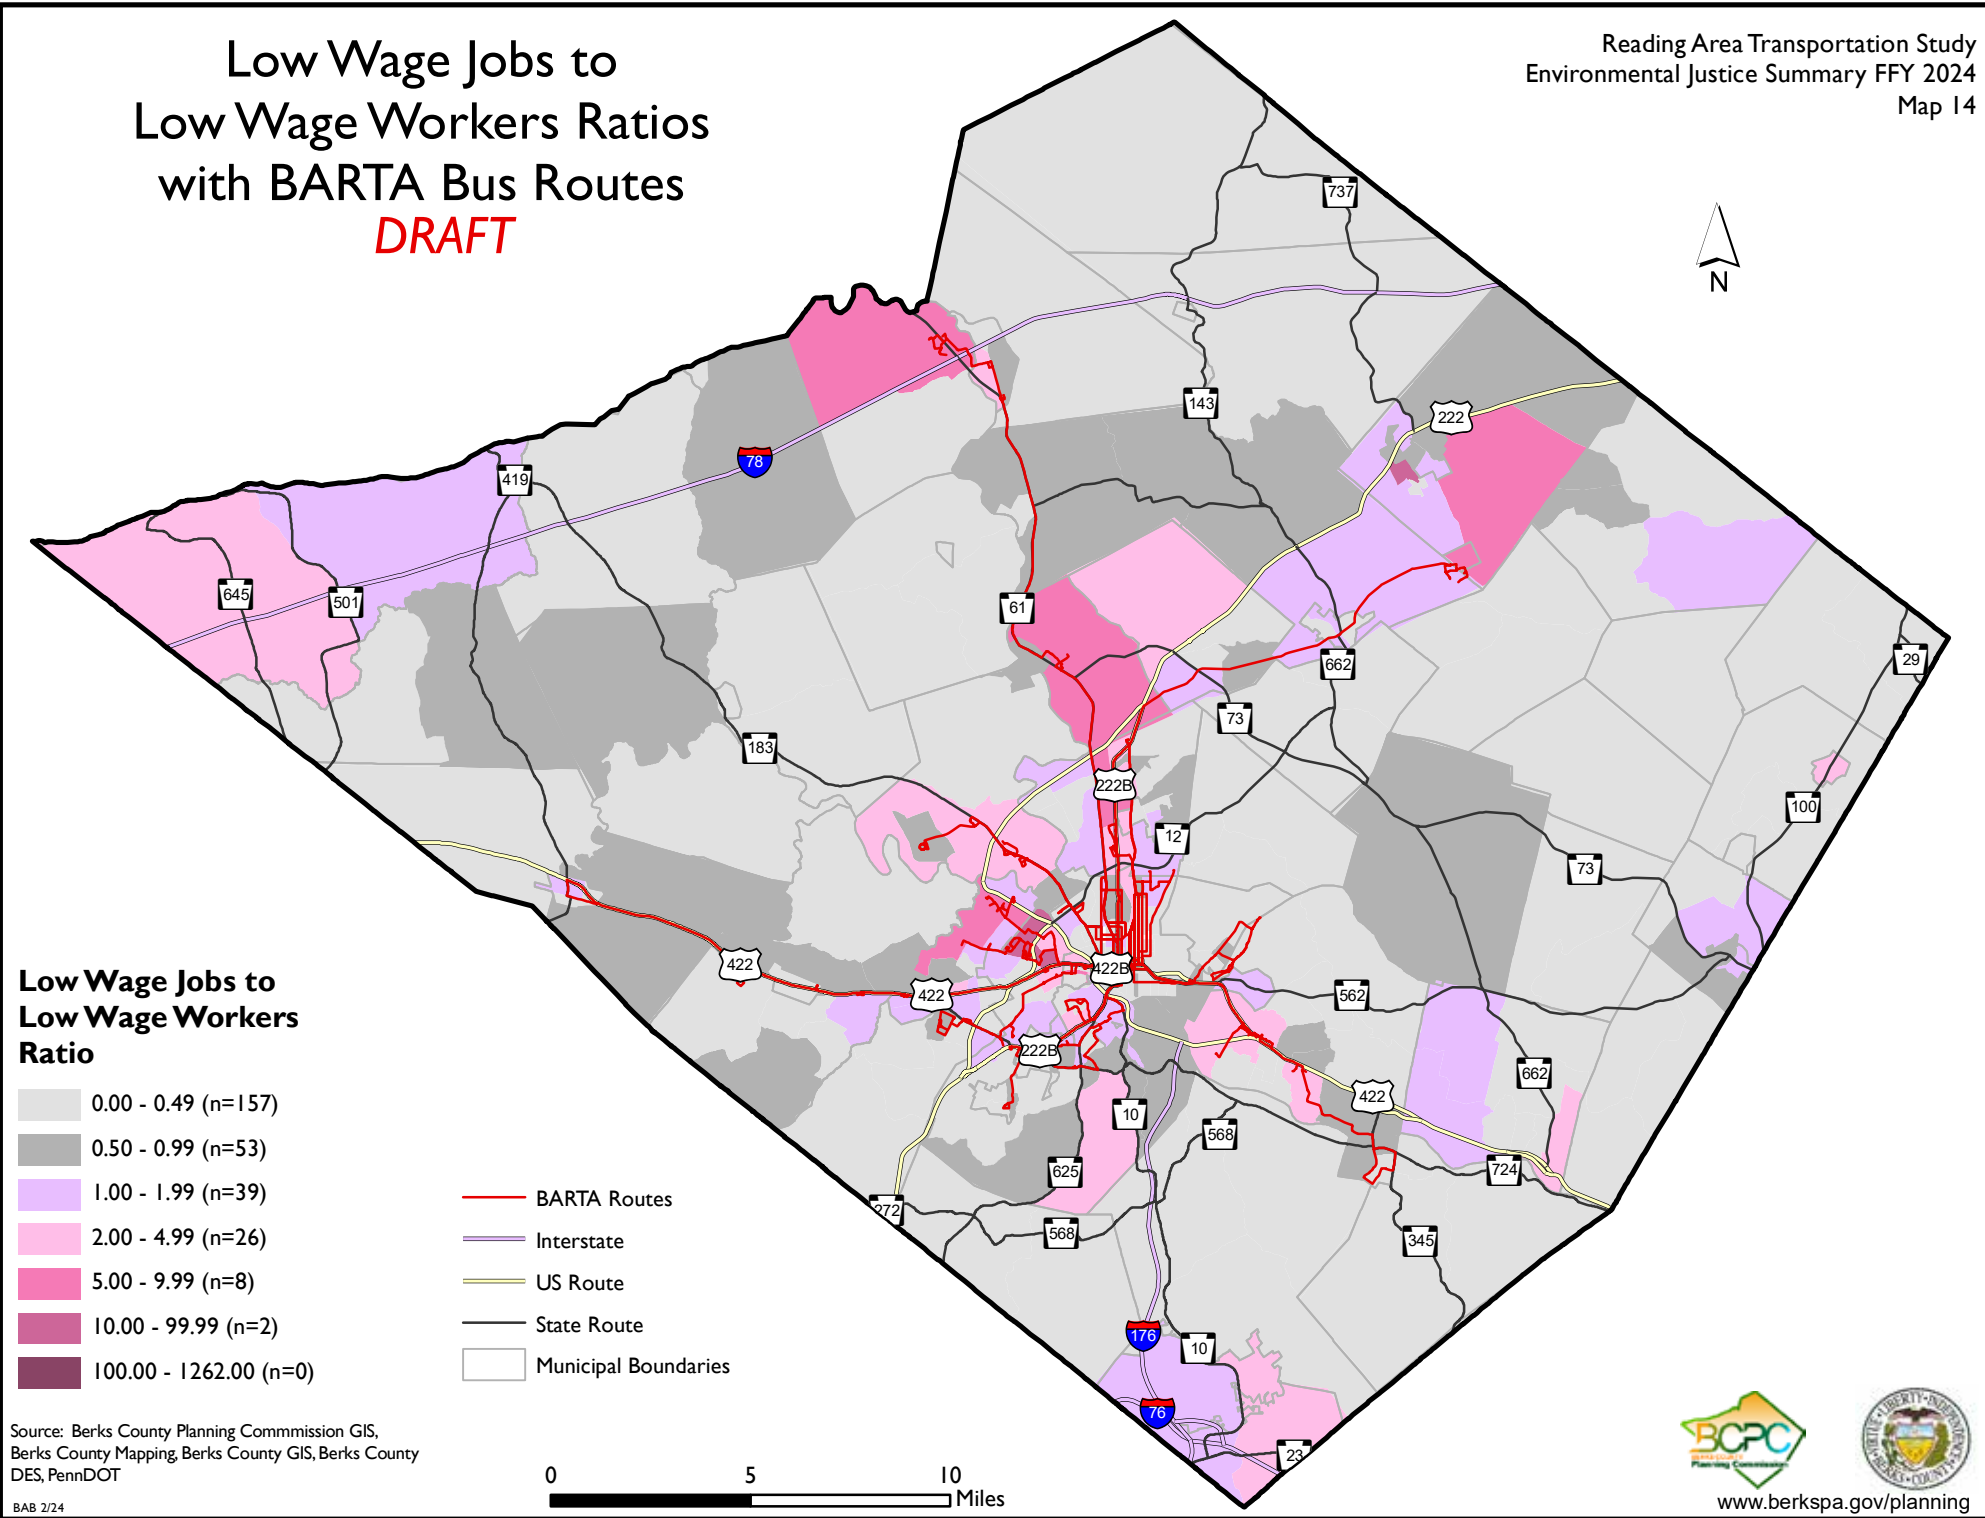 Low Wage Jobs to
Low Wage Workers Ratios
with BARTA Bus Routes
DRAFT
Reading Area Transportation Study
Environmental Justice Summary FFY 2024
Map 14
N
737
143
222
78
419
645
501
61
662
29
73
183
222B
12
100
73
422
422B
422
562
222B
662
422
10
568
625
724
272
568
345
176
10
76
23
Low Wage Jobs to
Low Wage Workers
Ratio
0.00 - 0.49 (n=157)
0.50 - 0.99 (n=53)
1.00 - 1.99 (n=39)
2.00 - 4.99 (n=26)
5.00 - 9.99 (n=8)
10.00 - 99.99 (n=2)
100.00 - 1262.00 (n=0)
BARTA Routes
Interstate
US Route
State Route
Municipal Boundaries
Source: Berks County Planning Commmission GIS,
Berks County Mapping, Berks County GIS, Berks County
DES, PennDOT
BAB 2/24
0 5 10
Miles
BCPC
Planning Commission
www.berkspa.gov/planning